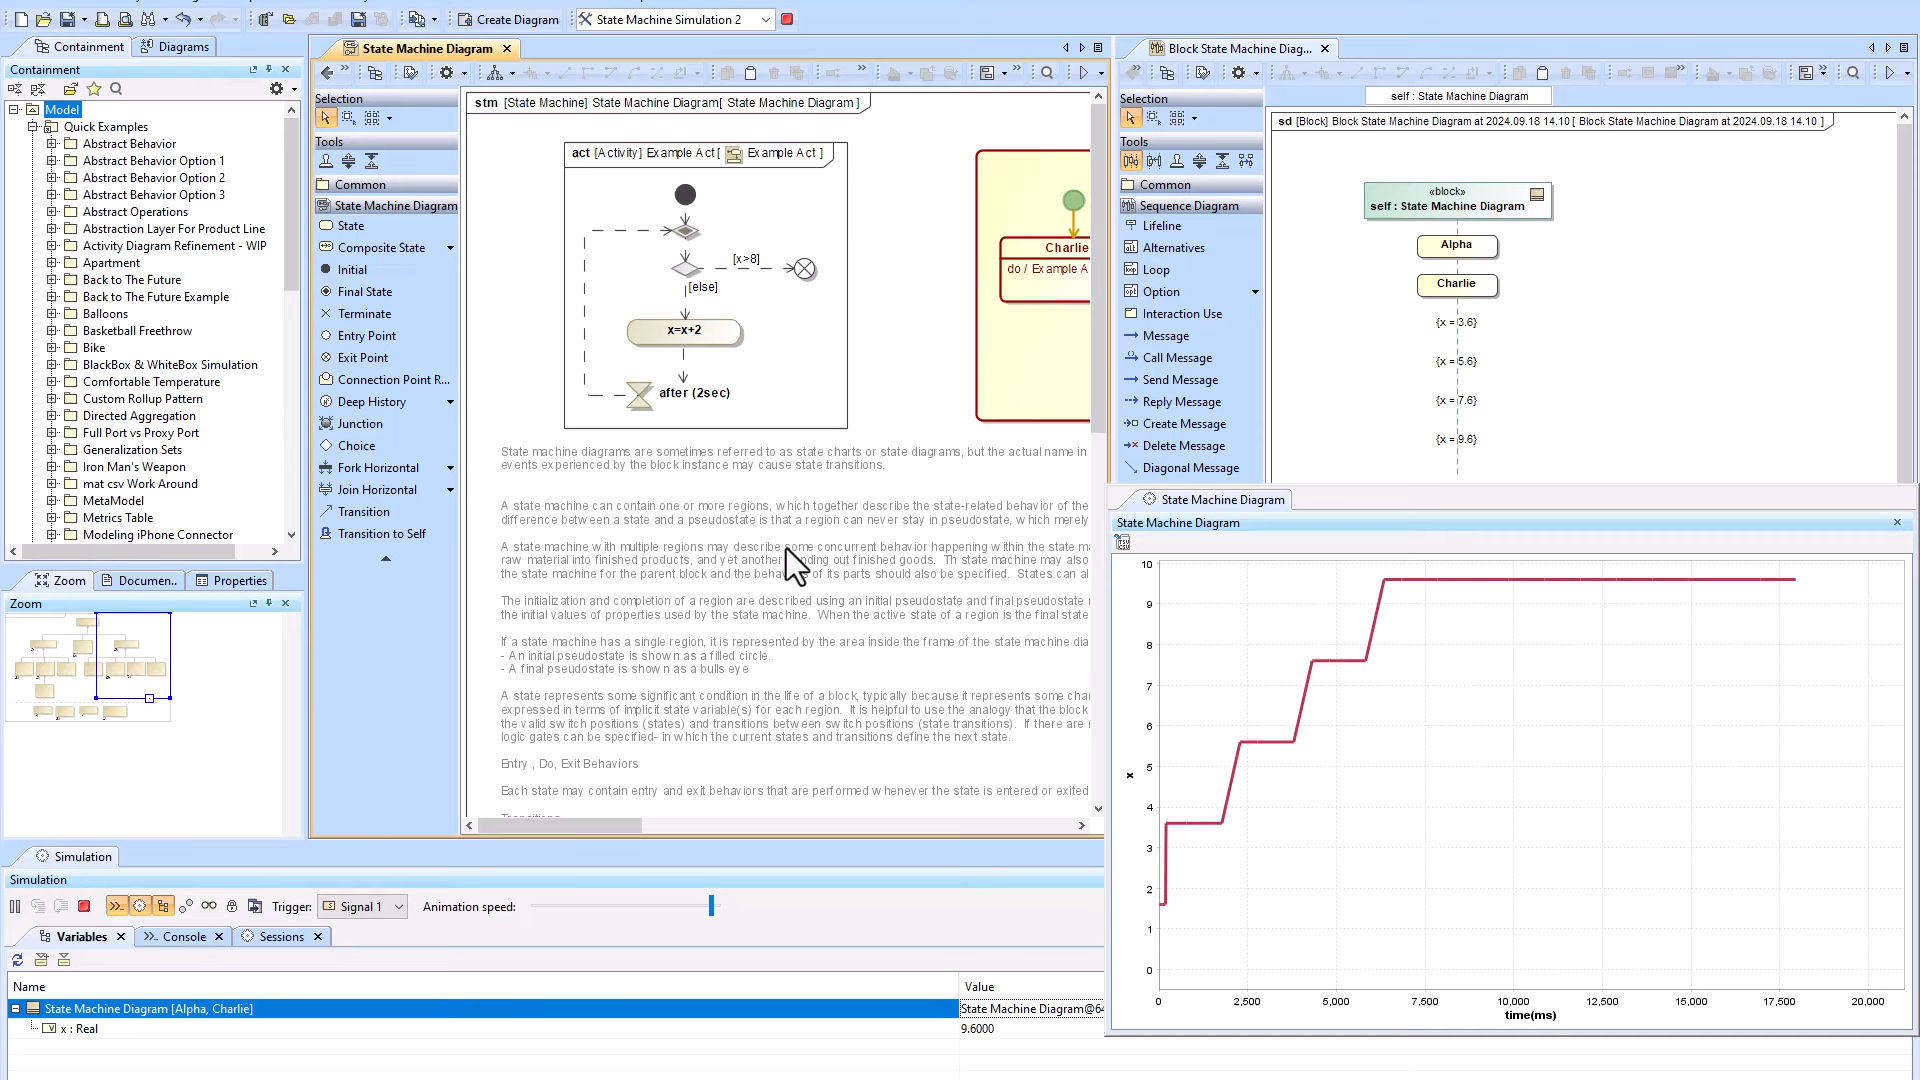 Create Diagram
State Machine Simulation 2
Containment
Diagrams
Containment
Model
Quick Examples
Abstract Behavior
Abstract Behavior Option 1
Abstract Behavior Option 2
Abstract Behavior Option 3
Abstract Operations
Abstraction Layer For Product Line
Activity Diagram Refinement - WIP
Apartment
Back to The Future
Back to The Future Example
Balloons
Basketball Freethrow
Bike
BlackBox & WhiteBox Simulation
Comfortable Temperature
Custom Rollup Pattern
Directed Aggregation
Full Port vs Proxy Port
Generalization Sets
Iron Man's Weapon
mat csv Work Around
MetaModel
Metrics Table
Modeling iPhone Connector
Zoom
Documen..
Properties
Zoom
State Machine Diagram
Selection
Tools
Common
State Machine Diagram
State
Composite State
Initial
Final State
Terminate
Entry Point
Exit Point
Connection Point R...
Deep History
Junction
Choice
Fork Horizontal
Join Horizontal
Transition
Transition to Self
stm [State Machine] State Machine Diagram[ State Machine Diagram ]
act [Activity] Example Act[ Example Act ]
[x>8]
[else]
x=x+2
after (2sec)
Charlie
do / Example A
State machine diagrams are sometimes referred to as state charts or state diagrams, but the actual name in
events experienced by the block instance may cause state transitions.
A state machine can contain one or more regions, which together describe the state-related behavior of the
difference between a state and a pseudostate is that a region can never stay in pseudostate, which merely
A state machine with multiple regions may describe some concurrent behavior happening within the state m
raw material into finished products, and yet another nding out finished goods. Th state machine may also
the state machine for the parent block and the beha of its parts should also be specified. States can al
The initialization and completion of a region are described using an initial pseudostate and final pseudostate
the initial values of properties used by the state machine. When the active state of a region is the final state
If a state machine has a single region, it is represented by the area inside the frame of the state machine dia
- An initial pseudostate is shown as a filled circle.
- A final pseudostate is shown as a bulls eye
A state represents some significant condition in the life of a block, typically because it represents some cha
expressed in terms of implicit state variable(s) for each region. It is helpful to use the analogy that the block
the valid switch positions (states) and transitions between switch positions (state transitions). If there are
logic gates can be specified- in which the current states and transitions define the next state.
Entry , Do, Exit Behaviors
Each state may contain entry and exit behaviors that are performed whenever the state is entered or exited
Block State Machine Diag...
Selection
Tools
Common
Sequence Diagram
Lifeline
Alternatives
Loop
Option
Interaction Use
Message
Call Message
Send Message
Reply Message
Create Message
Delete Message
Diagonal Message
self : State Machine Diagram
sd [Block] Block State Machine Diagram at 2024.09.18 14.10 [ Block State Machine Diagram at 2024.09.18 14.10 ]
«block»
self : State Machine Diagram
Alpha
Charlie
{x = 3.6}
{x = 5.6}
{x = 7.6}
{x = 9.6}
State Machine Diagram
State Machine Diagram
10
9
8
7
6
5
4
3
2
1
0
x
0
2,500
5,000
7,500
10,000
12,500
15,000
17,500
20,000
time(ms)
Simulation
Simulation
Trigger:
Signal 1
Animation speed:
Variables
Console
Sessions
Name
Value
State Machine Diagram [Alpha, Charlie]
State Machine Diagram@64
x : Real
9.6000